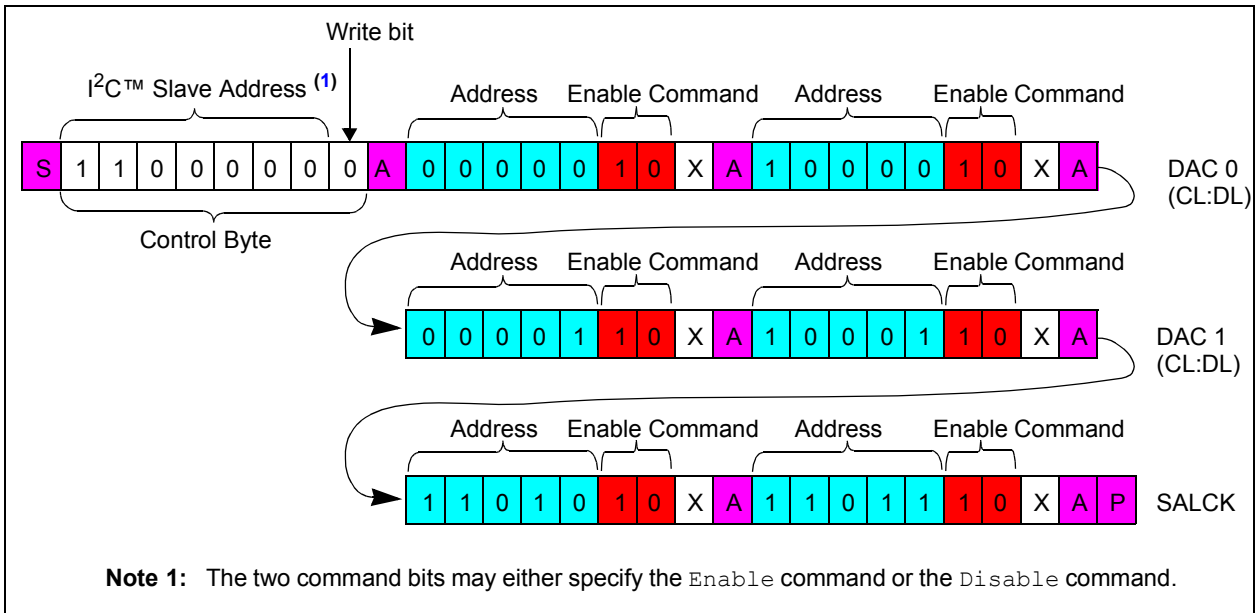 Write bit
I²C™ Slave Address (1)
Address Enable Command Address Enable Command
S 1 1 0 0 0 0 0 0 A 0 0 0 0 0 1 0 X A 1 0 0 0 0 1 0 X A DAC 0
(CL:DL)
Control Byte
Address Enable Command Address Enable Command
0 0 0 0 1 1 0 X A 1 0 0 0 1 1 0 X A DAC 1
(CL:DL)
Address Enable Command Address Enable Command
1 1 0 1 0 1 0 X A 1 1 0 1 1 1 0 X A P SALCK
Note 1: The two command bits may either specify the Enable command or the Disable command.